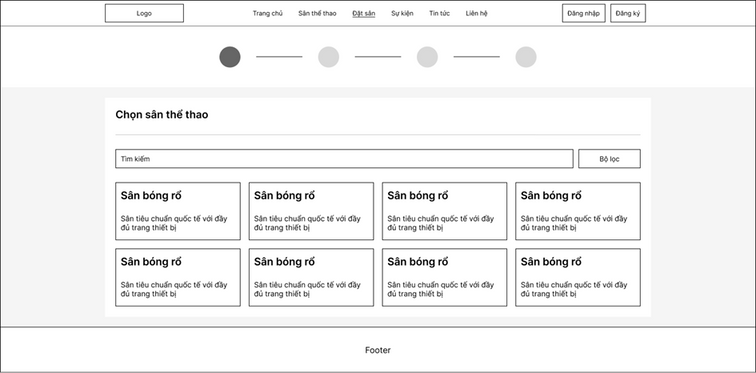 Logo
Trang chủ
Sân thể thao
Đặt sân
Sự kiện
Tin tức
Liên hệ
Đăng nhập
Đăng ký
Chọn sân thể thao
Tìm kiếm
Bộ lọc
Sân bóng rổ
Sân tiêu chuẩn quốc tế với đầy
đủ trang thiết bị
Sân bóng rổ
Sân tiêu chuẩn quốc tế với đầy
đủ trang thiết bị
Sân bóng rổ
Sân tiêu chuẩn quốc tế với đầy
đủ trang thiết bị
Sân bóng rổ
Sân tiêu chuẩn quốc tế với đầy
đủ trang thiết bị
Sân bóng rổ
Sân tiêu chuẩn quốc tế với đầy
đủ trang thiết bị
Sân bóng rổ
Sân tiêu chuẩn quốc tế với đầy
đủ trang thiết bị
Sân bóng rổ
Sân tiêu chuẩn quốc tế với đầy
đủ trang thiết bị
Sân bóng rổ
Sân tiêu chuẩn quốc tế với đầy
đủ trang thiết bị
Footer